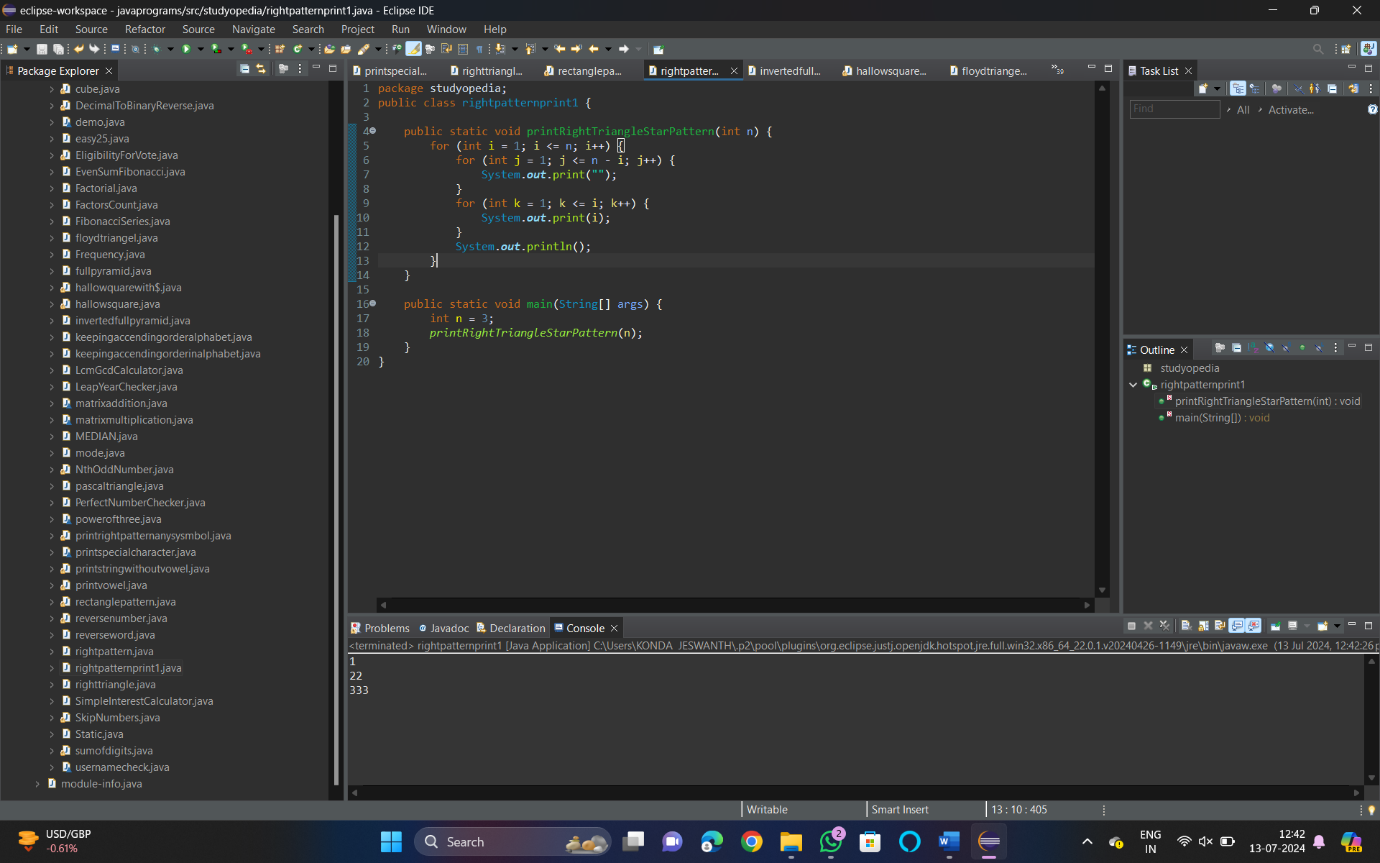 eclipse-workspace - javaprograms/src/studyopedia/rightpatternprint1.java - Eclipse IDE
File Edit Source Refactor Source Navigate Search Project Run Window Help
Package Explorer
cube.java
DecimalToBinaryReverse.java
demo.java
easy25.java
EligibilityForVote.java
EvenSumFibonacci.java
Factorial.java
FactorsCount.java
FibonacciSeries.java
floydtriangel.java
Frequency.java
fullpyramid.java
hallowquarewith$.java
hallowsquare.java
invertedfullpyramid.java
keepingaccendingorderalphabet.java
keepingaccendingorderinalphabet.java
LcmGcdCalculator.java
LeapYearChecker.java
matrixaddition.java
matrixmultiplication.java
MEDIAN.java
mode.java
NthOddNumber.java
pascaltriangle.java
PerfectNumberChecker.java
powerofthree.java
printrightpatternanysysmbol.java
printspecialcharacter.java
printstringwithoutvowel.java
printvowel.java
rectanglepattern.java
reversenumber.java
reverseword.java
rightpattern.java
rightpatternprint1.java
righttriangle.java
SimpleInterestCalculator.java
SkipNumbers.java
Static.java
sumofdigits.java
usernamecheck.java
module-info.java
printspecial... righttriangl... rectanglepa... rightpatter... invertedfull... hallowsquare... floydtriange... »39
1 package studyopedia;
2 public class rightpatternprint1 {
3
4 public static void printRightTriangleStarPattern(int n) {
5 for (int i = 1; i <= n; i++) {
6 for (int j = 1; j <= n - i; j++) {
7 System.out.print("");
8 }
9 for (int k = 1; k <= i; k++) {
10 System.out.print(i);
11 }
12 System.out.println();
13 }
14 }
15
16 public static void main(String[] args) {
17 int n = 3;
18 printRightTriangleStarPattern(n);
19 }
20 }
Task List
Find All Activate...
Outline
studyopedia
rightpatternprint1
printRightTriangleStarPattern(int) : void
main(String[]) : void
Problems Javadoc Declaration Console
<terminated> rightpatternprint1 [Java Application] C:\Users\KONDA JESWANTH\.p2\pool\plugins\org.eclipse.justj.openjdk.hotspot.jre.full.win32.x86_64_22.0.1.v20240426-1149\jre\bin\javaw.exe (13 Jul 2024, 12:42:26 p
1
22
333
Writable Smart Insert 13 : 10 : 405
USD/GBP
-0.61%
Search
2
ENG
IN
12:42
13-07-2024
PRE